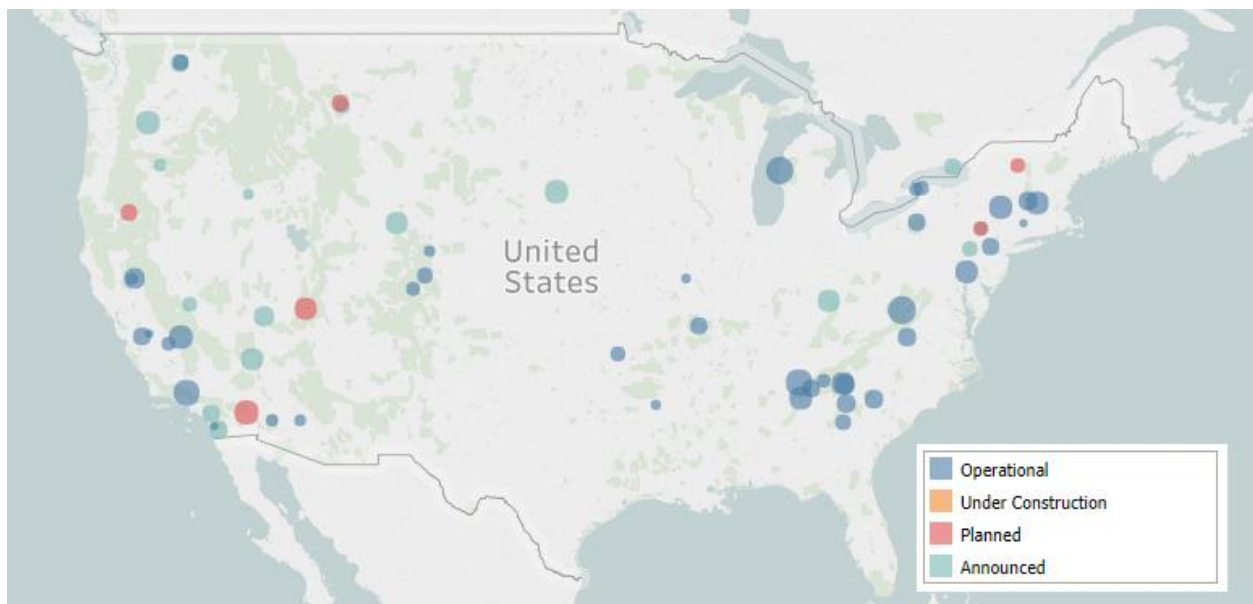 United
States
Operational
Under Construction
Planned
Announced